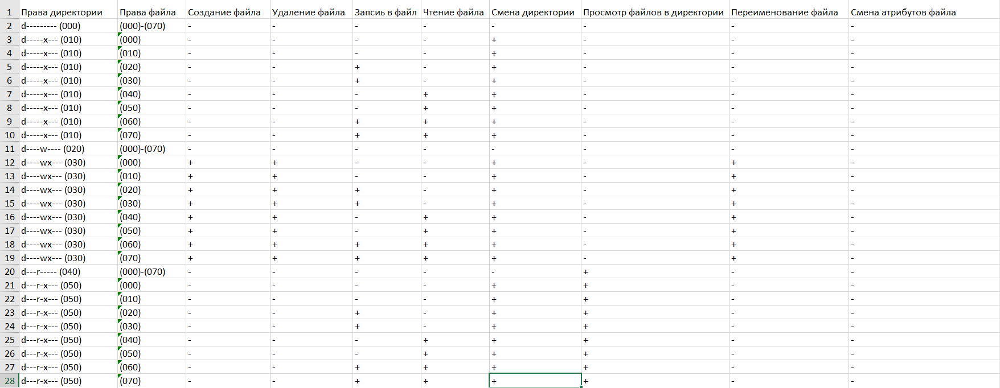 1 Права директории Права файла Создание файла Удаление файла Запсиь в файл Чтение файла Смена директории Просмотр файлов в директории Переименование файла Смена атрибутов файла
2 d--------- (000) (000)-(070) - - - - - - - -
3 d-----x--- (010) (000) - - - - + - - -
4 d-----x--- (010) (010) - - - - + - - -
5 d-----x--- (010) (020) - - + - + - - -
6 d-----x--- (010) (030) - - + - + - - -
7 d-----x--- (010) (040) - - - + + - - -
8 d-----x--- (010) (050) - - - + + - - -
9 d-----x--- (010) (060) - - + + + - - -
10 d-----x--- (010) (070) - - + + + - - -
11 d----w---- (020) (000)-(070) - - - - - - - -
12 d----wx--- (030) (000) + + - - + - + -
13 d----wx--- (030) (010) + + - - + - + -
14 d----wx--- (030) (020) + + + - + - + -
15 d----wx--- (030) (030) + + + - + - + -
16 d----wx--- (030) (040) + + - + + - + -
17 d----wx--- (030) (050) + + - + + - + -
18 d----wx--- (030) (060) + + + + + - + -
19 d----wx--- (030) (070) + + + + + - + -
20 d---r----- (040) (000)-(070) - - - - - + - -
21 d---r-x--- (050) (000) - - - - + + - -
22 d---r-x--- (050) (010) - - - - + + - -
23 d---r-x--- (050) (020) - - + - + + - -
24 d---r-x--- (050) (030) - - + - + + - -
25 d---r-x--- (050) (040) - - - + + + - -
26 d---r-x--- (050) (050) - - - + + + - -
27 d---r-x--- (050) (060) - - + + + + - -
28 d---r-x--- (050) (070) - - + + + + - -